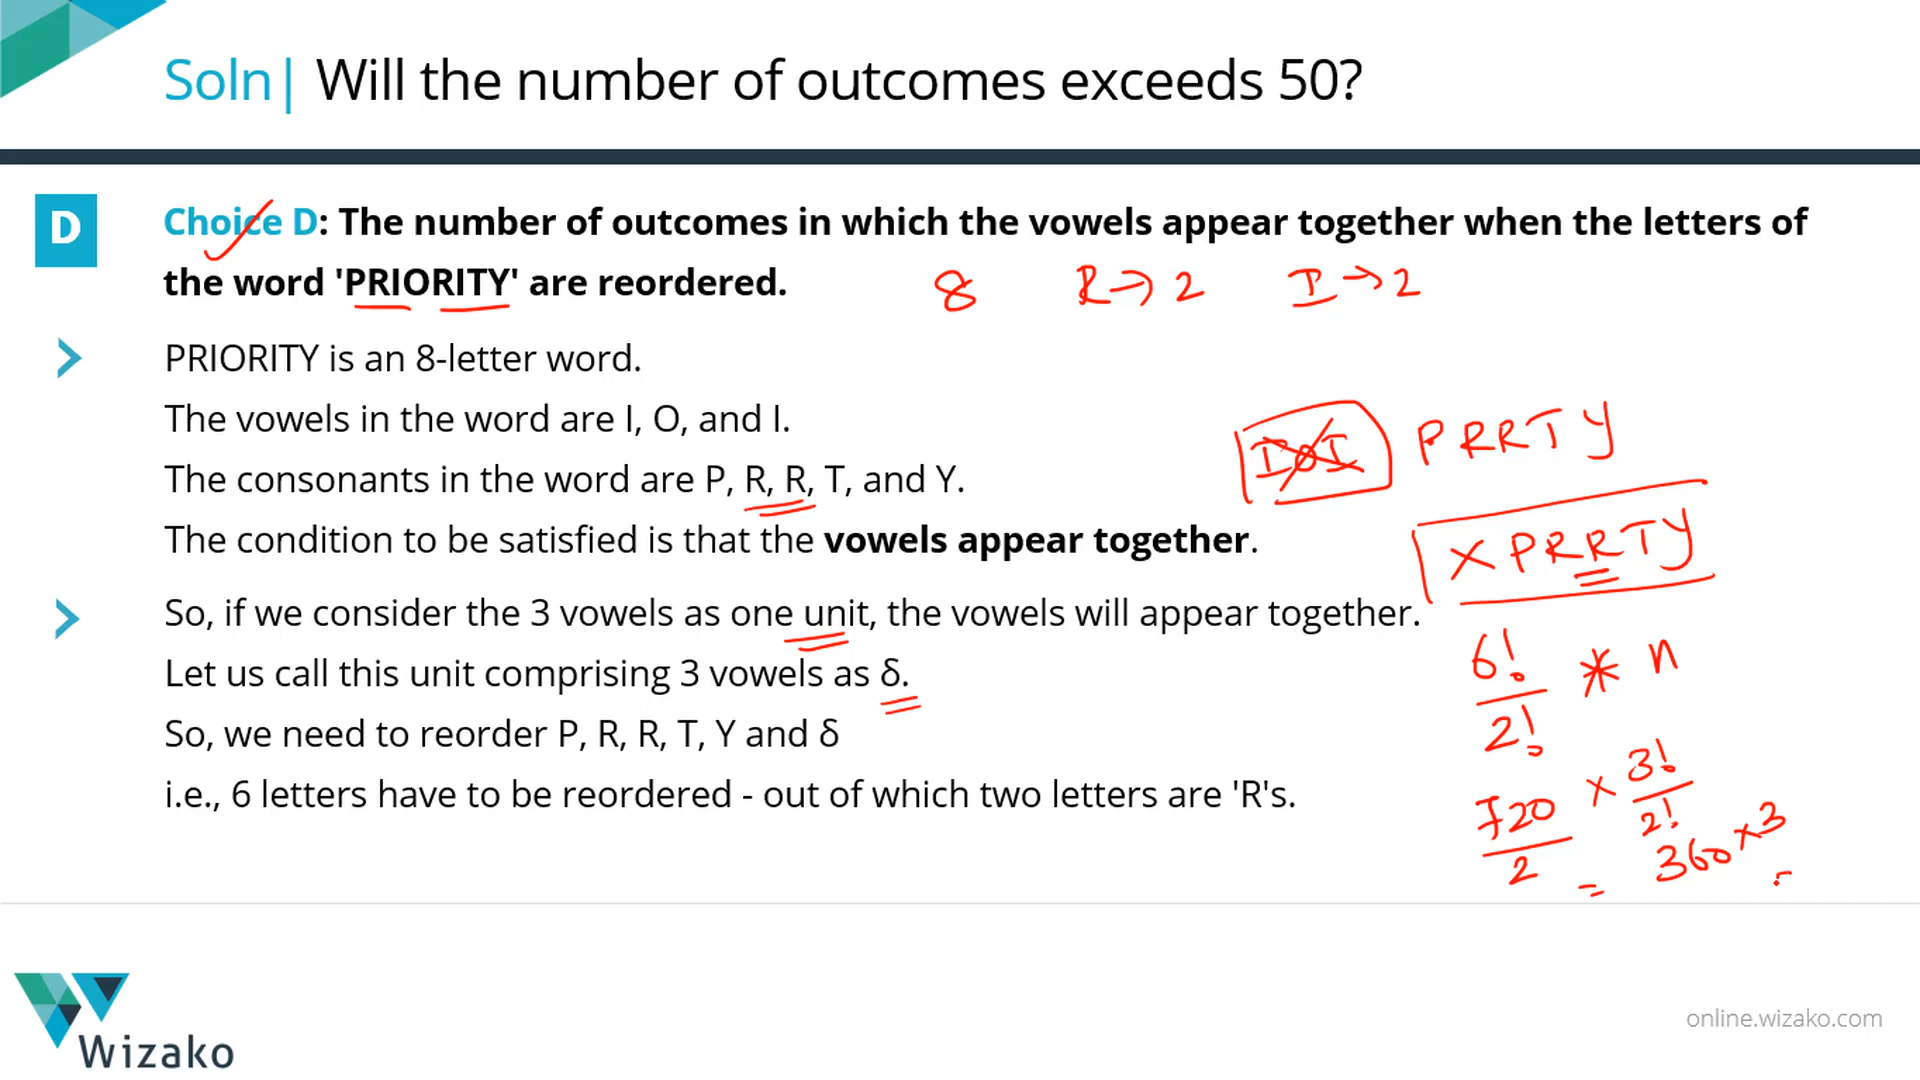 Soln| Will the number of outcomes exceeds 50?
D
Choice D: The number of outcomes in which the vowels appear together when the letters of
the word 'PRIORITY' are reordered.
8 R→2 I→2
PRIORITY is an 8-letter word.
The vowels in the word are I, O, and I.
IOI PRRTY
The consonants in the word are P, R, R, T, and Y.
The condition to be satisfied is that the vowels appear together.
XPRRTY
So, if we consider the 3 vowels as one unit, the vowels will appear together.
Let us call this unit comprising 3 vowels as δ.
6!/2! * n
So, we need to reorder P, R, R, T, Y and δ
i.e., 6 letters have to be reordered - out of which two letters are 'R's.
720/2 × 3!/2!
= 360×3
Wizako
online.wizako.com